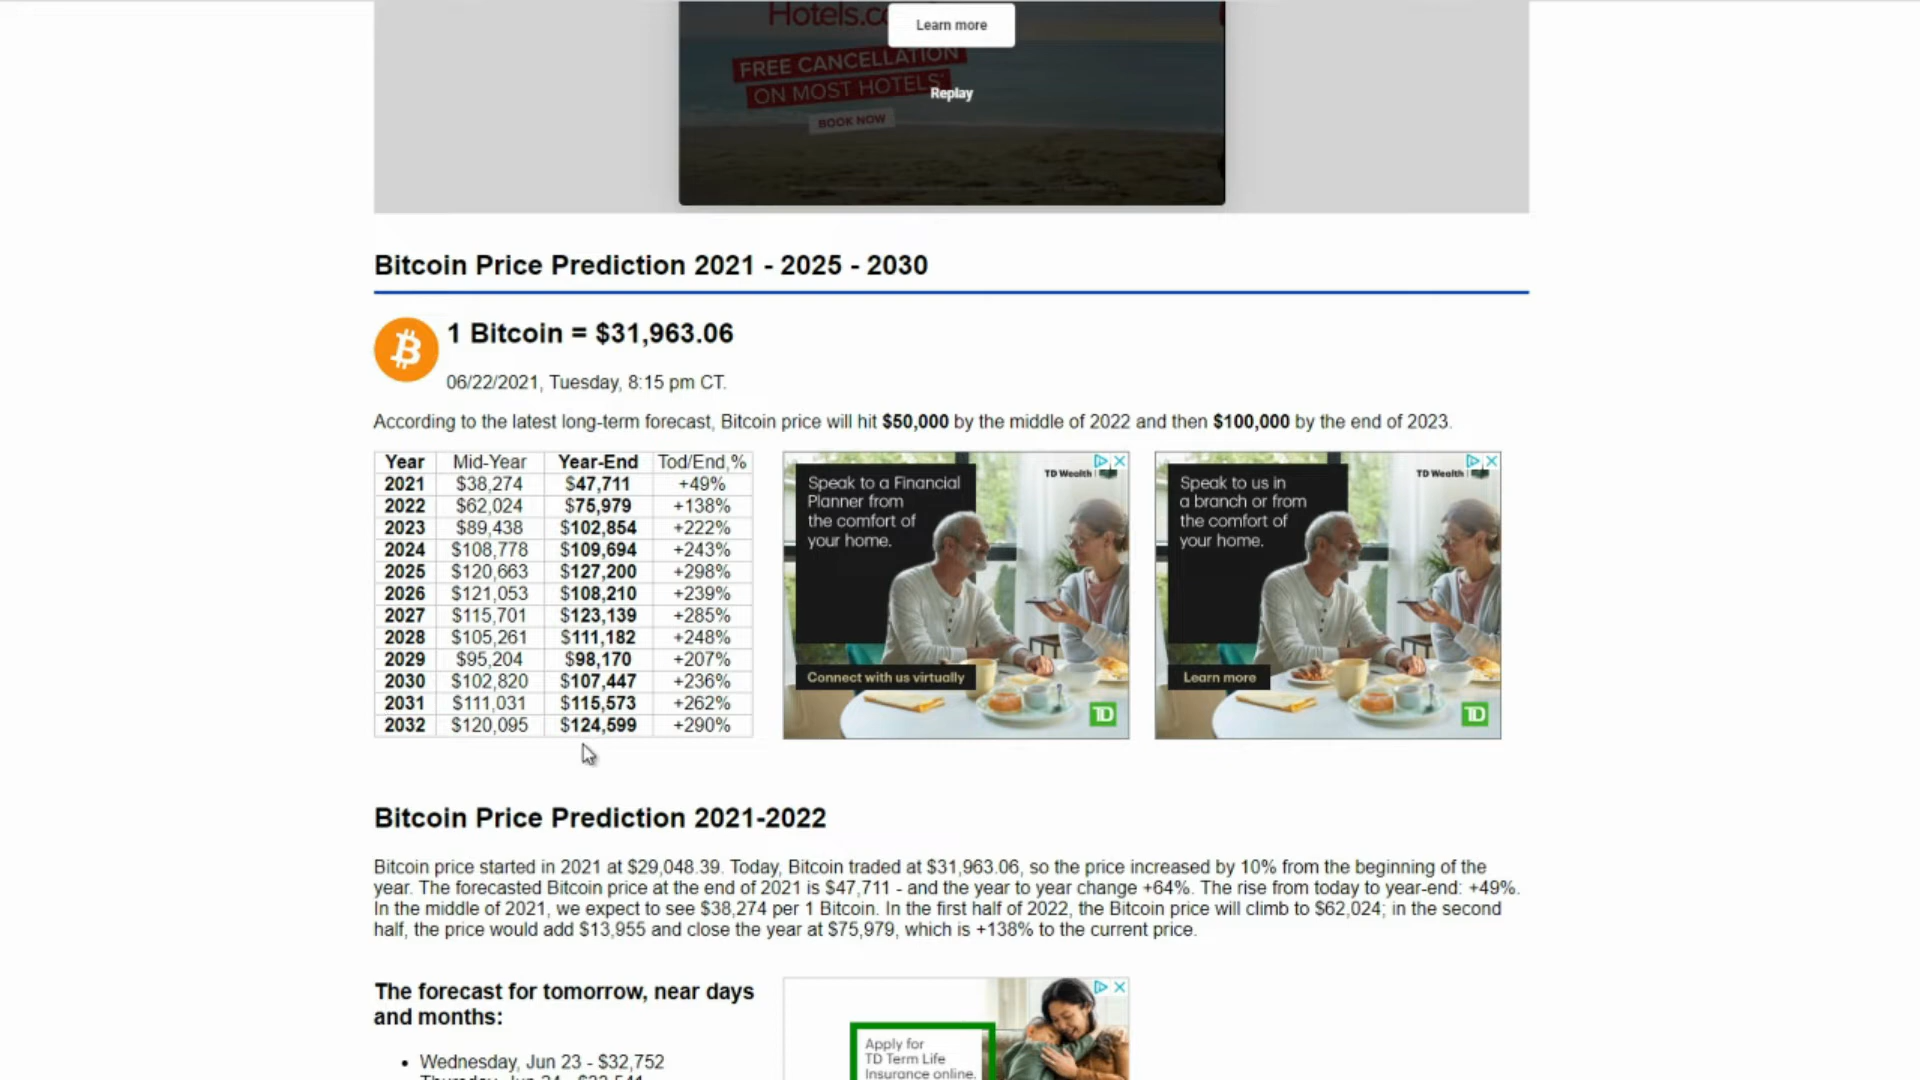 Hotels.co
Learn more
FREE CANCELLATION
ON MOST HOTELS*
Replay
BOOK NOW
Bitcoin Price Prediction 2021 - 2025 - 2030
1 Bitcoin = $31,963.06
06/22/2021, Tuesday, 8:15 pm CT.
According to the latest long-term forecast, Bitcoin price will hit $50,000 by the middle of 2022 and then $100,000 by the end of 2023.
Year Mid-Year Year-End Tod/End,%
2021 $38,274 $47,711 +49%
2022 $62,024 $75,979 +138%
2023 $89,438 $102,854 +222%
2024 $108,778 $109,694 +243%
2025 $120,663 $127,200 +298%
2026 $121,053 $108,210 +239%
2027 $115,701 $123,139 +285%
2028 $105,261 $111,182 +248%
2029 $95,204 $98,170 +207%
2030 $102,820 $107,447 +236%
2031 $111,031 $115,573 +262%
2032 $120,095 $124,599 +290%
TD Wealth
Speak to a Financial
Planner from
the comfort of
your home.
Connect with us virtually
TD
TD Wealth
Speak to us in
a branch or from
the comfort of
your home.
Learn more
TD
Bitcoin Price Prediction 2021-2022
Bitcoin price started in 2021 at $29,048.39. Today, Bitcoin traded at $31,963.06, so the price increased by 10% from the beginning of the
year. The forecasted Bitcoin price at the end of 2021 is $47,711 - and the year to year change +64%. The rise from today to year-end: +49%.
In the middle of 2021, we expect to see $38,274 per 1 Bitcoin. In the first half of 2022, the Bitcoin price will climb to $62,024; in the second
half, the price would add $13,955 and close the year at $75,979, which is +138% to the current price.
The forecast for tomorrow, near days
and months:
• Wednesday, Jun 23 - $32,752
Apply for
TD Term Life
Insurance online.